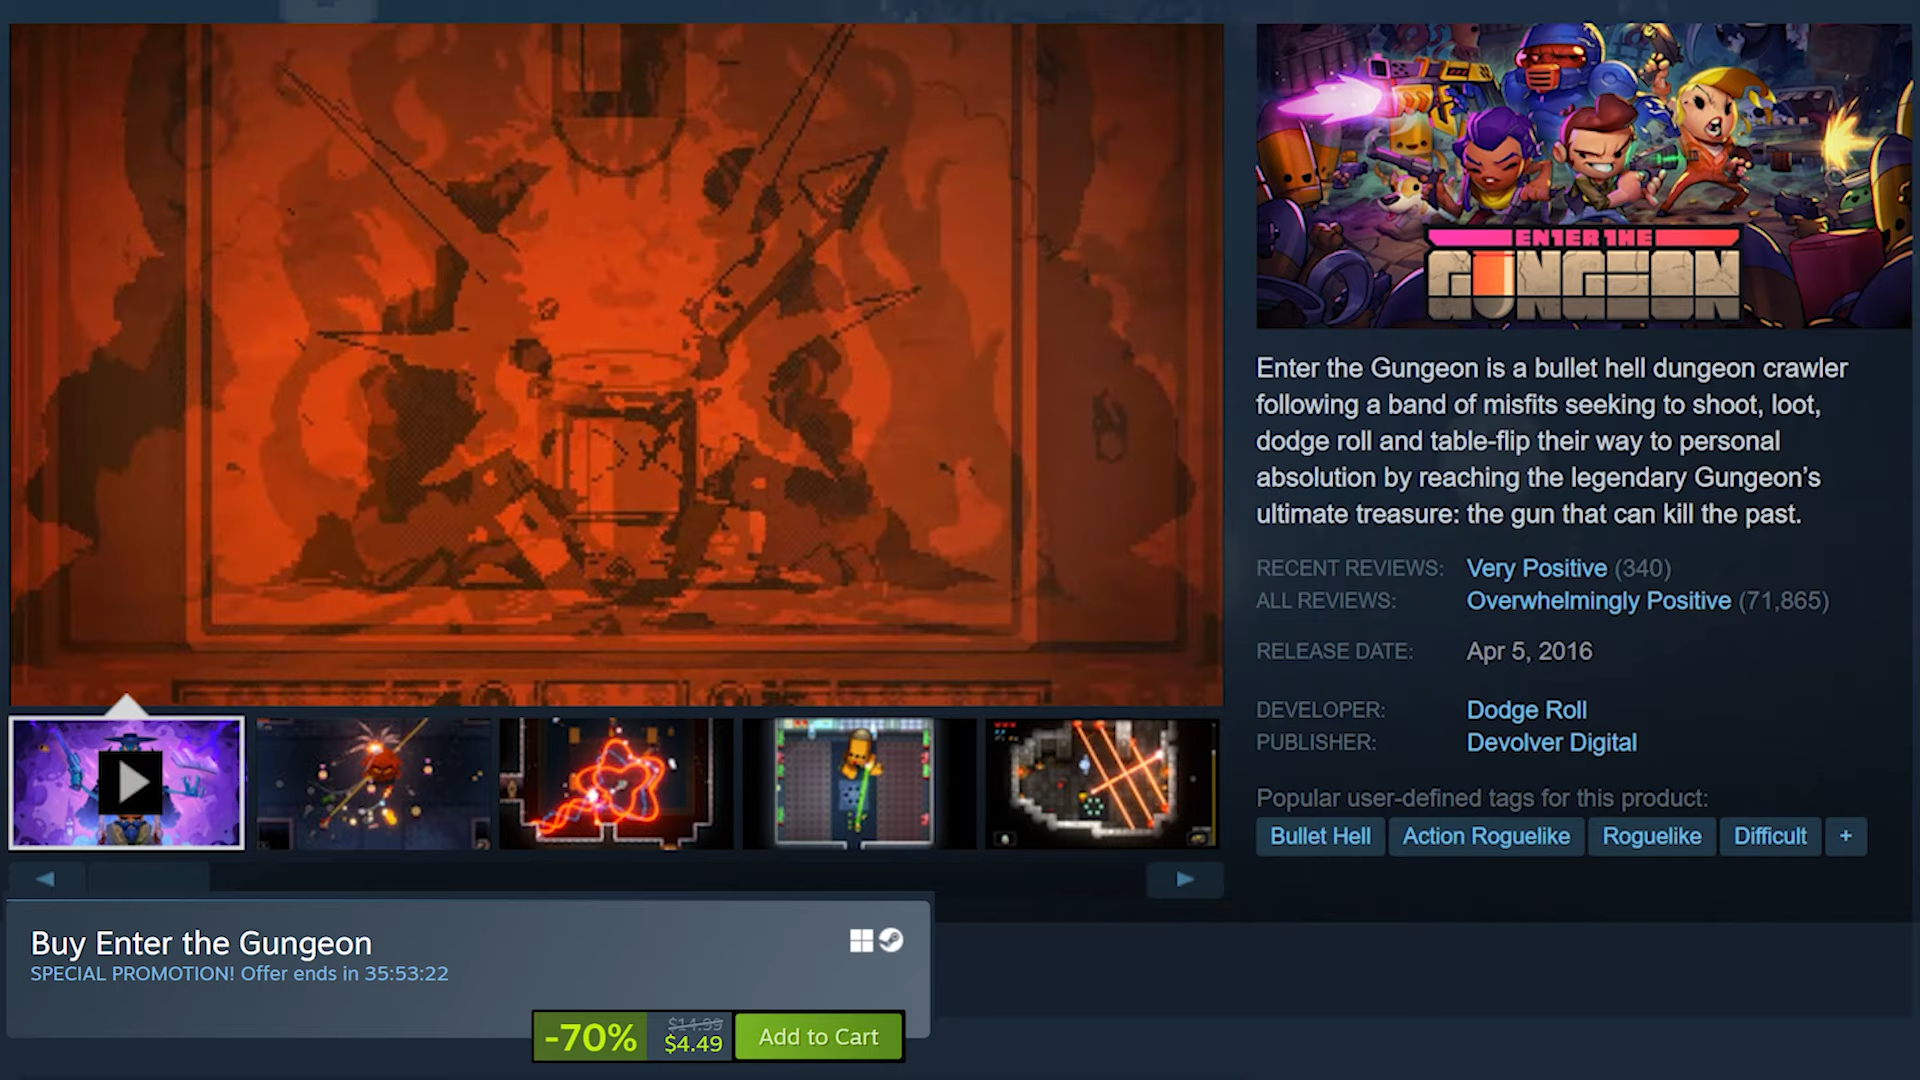 ENTER THE
GUNGEON
Enter the Gungeon is a bullet hell dungeon crawler
following a band of misfits seeking to shoot, loot,
dodge roll and table-flip their way to personal
absolution by reaching the legendary Gungeon’s
ultimate treasure: the gun that can kill the past.
RECENT REVIEWS: Very Positive (340)
ALL REVIEWS: Overwhelmingly Positive (71,865)
RELEASE DATE: Apr 5, 2016
DEVELOPER: Dodge Roll
PUBLISHER: Devolver Digital
Popular user-defined tags for this product:
Bullet Hell Action Roguelike Roguelike Difficult +
Buy Enter the Gungeon
SPECIAL PROMOTION! Offer ends in 35:53:22
-70% $14.99 $4.49 Add to Cart